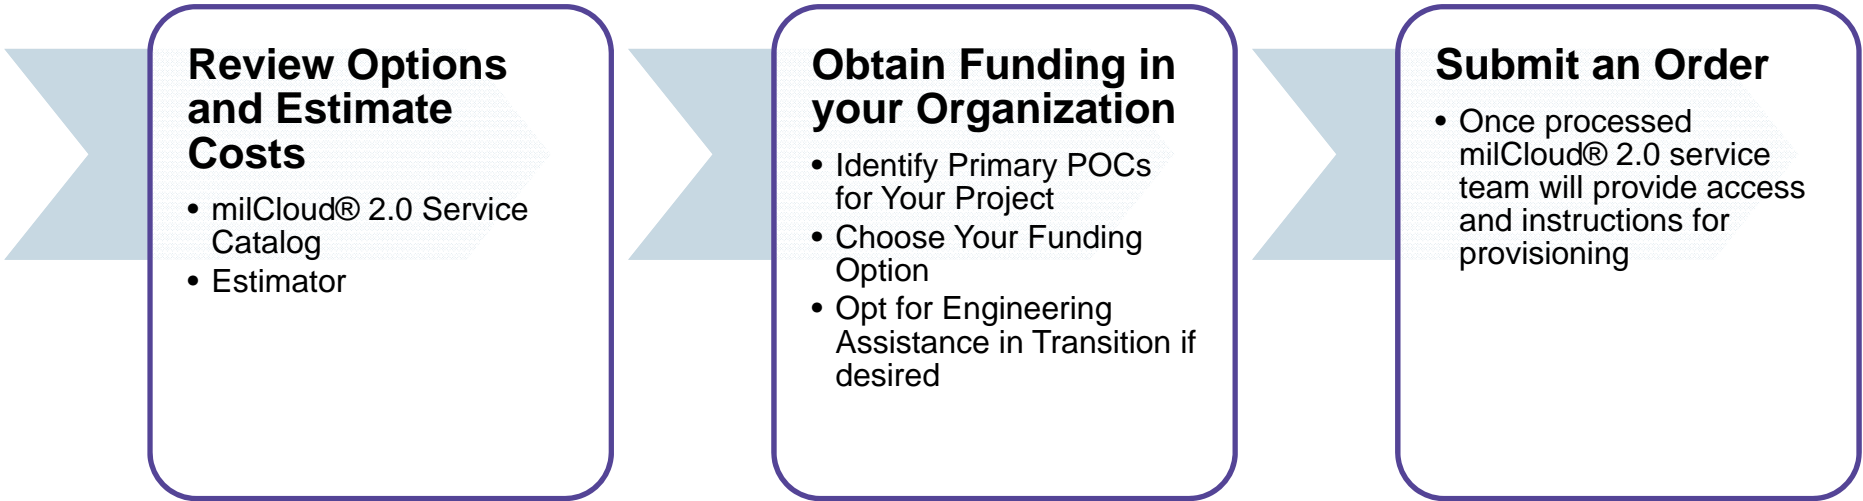 Review Options
and Estimate
Costs
• milCloud® 2.0 Service
Catalog
• Estimator
Obtain Funding in
your Organization
• Identify Primary POCs
for Your Project
• Choose Your Funding
Option
• Opt for Engineering
Assistance in Transition if
desired
Submit an Order
• Once processed
milCloud® 2.0 service
team will provide access
and instructions for
provisioning